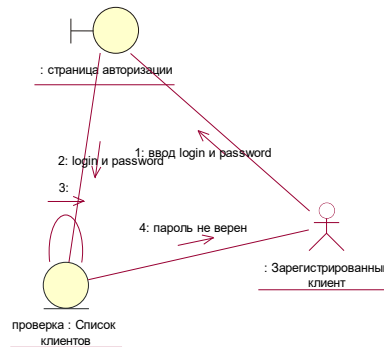 : страница авторизации
1: ввод login и password
2: login и password
3:
4: пароль не верен
: Зарегистрированный
клиент
проверка : Список
клиентов